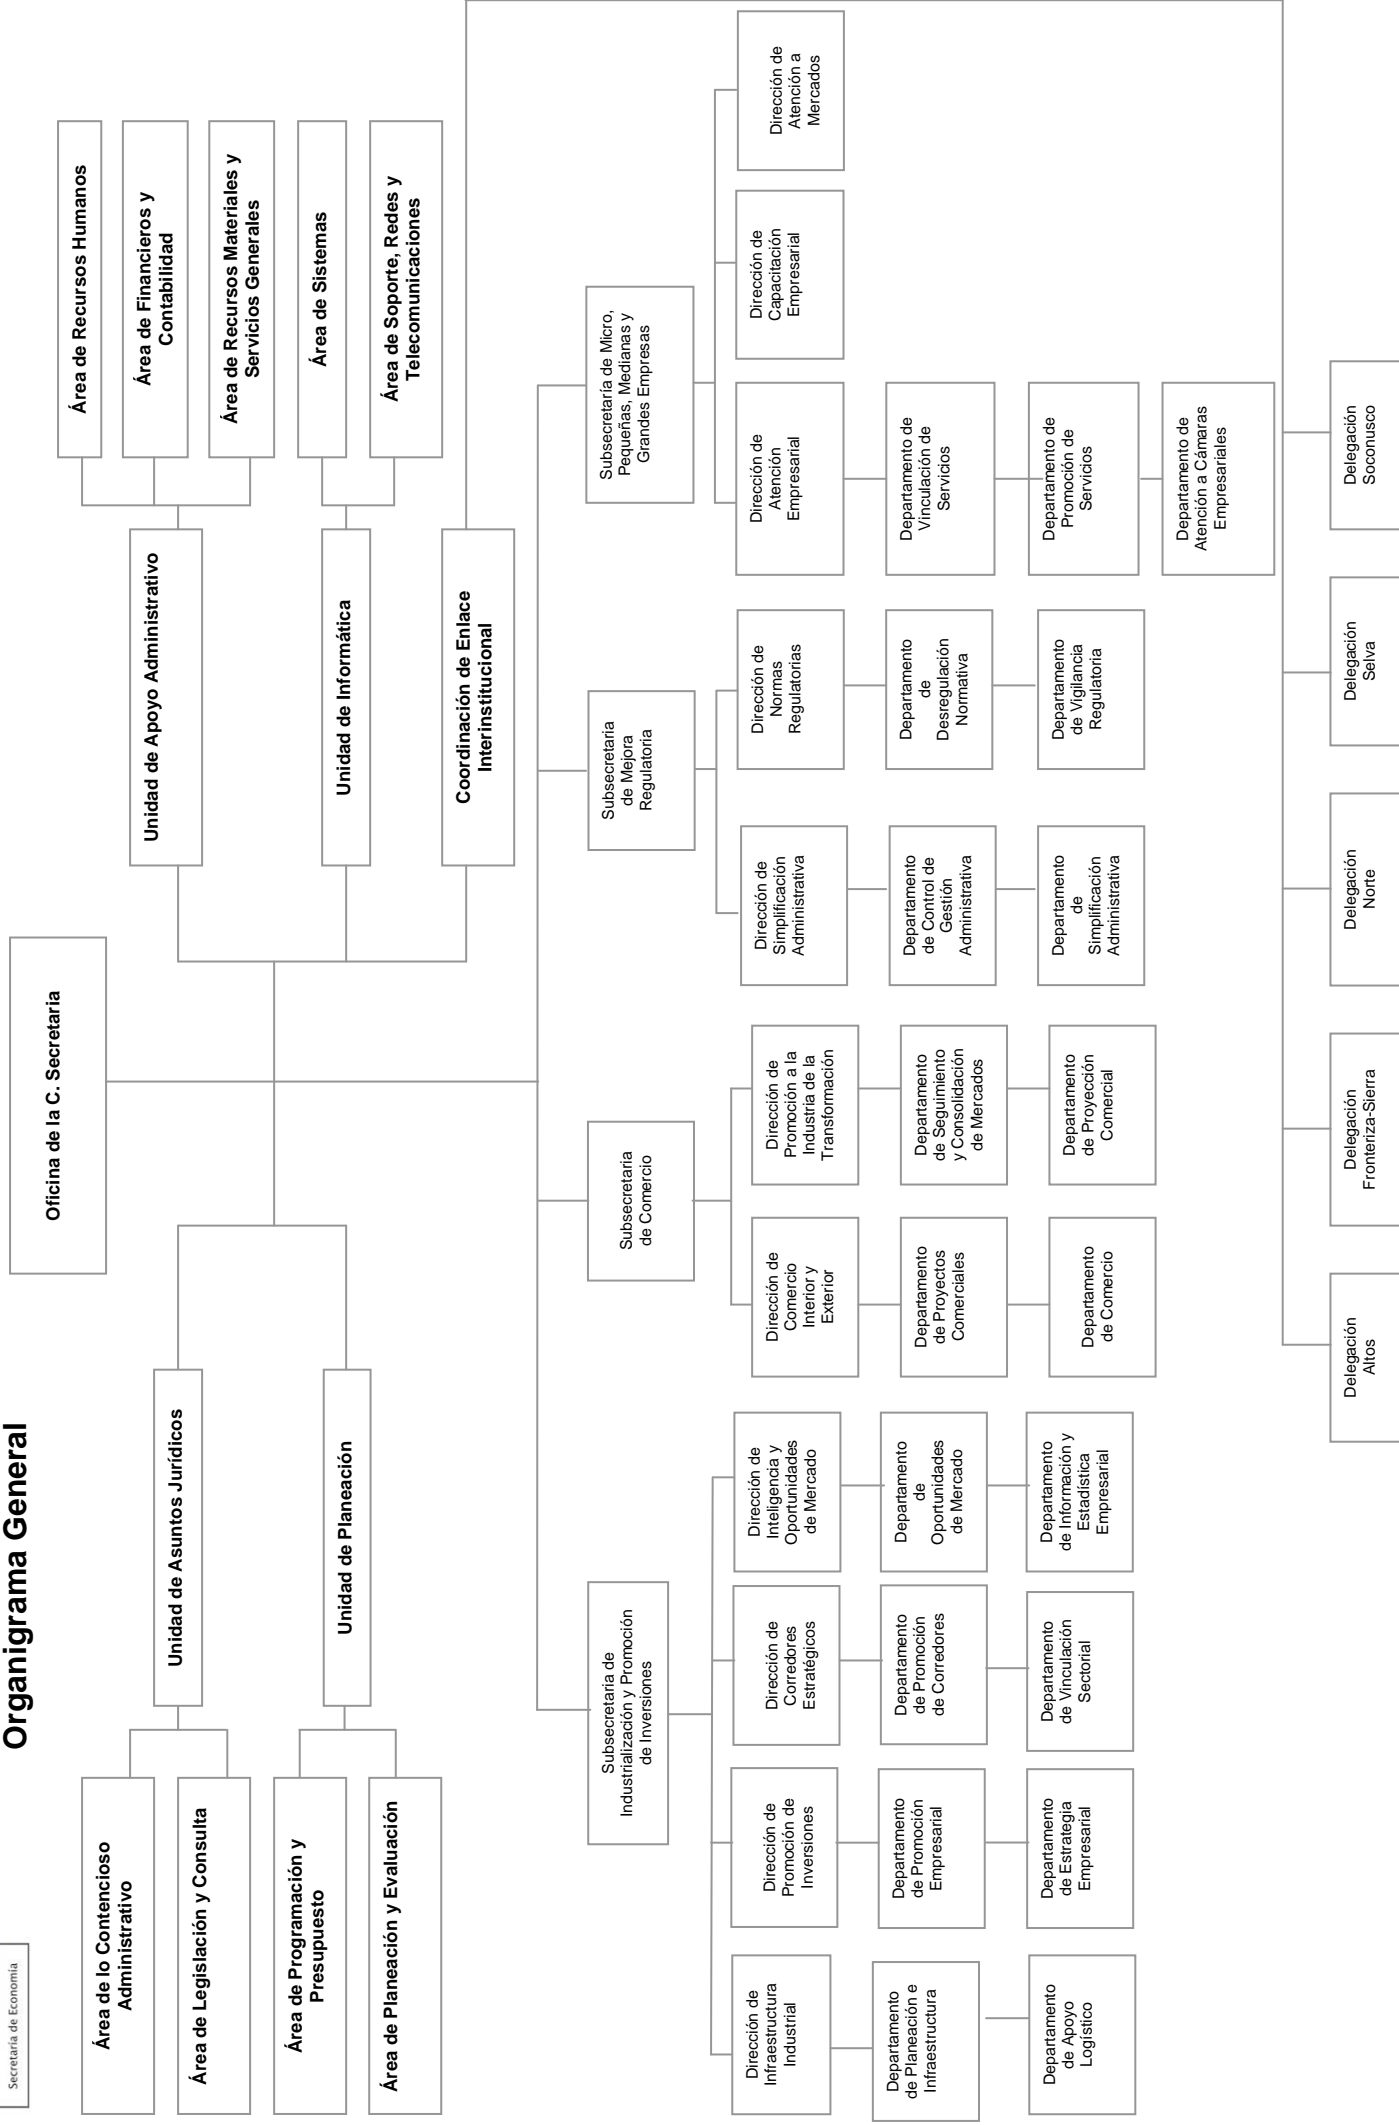 Secretaría de Economía
Organigrama General
Oficina de la C. Secretaria
Área de lo Contencioso
Administrativo
Área de Legislación y Consulta
Unidad de Asuntos Jurídicos
Área de Programación y
Presupuesto
Área de Planeación y Evaluación
Unidad de Planeación
Unidad de Apoyo Administrativo
Área de Recursos Humanos
Área de Financieros y
Contabilidad
Área de Recursos Materiales y
Servicios Generales
Unidad de Informática
Área de Sistemas
Área de Soporte, Redes y
Telecomunicaciones
Coordinación de Enlace
Interinstitucional
Subsecretaria de
Industrialización y Promoción
de Inversiones
Subsecretaria
de Comercio
Subsecretaria
de Mejora
Regulatoria
Subsecretaría de Micro,
Pequeñas, Medianas y
Grandes Empresas
Dirección de
Infraestructura
Industrial
Dirección de
Promoción de
Inversiones
Dirección de
Corredores
Estratégicos
Dirección de
Inteligencia y
Oportunidades
de Mercado
Dirección de
Comercio
Interior y
Exterior
Dirección de
Promoción a la
Industria de la
Transformación
Dirección de
Simplificación
Administrativa
Dirección de
Normas
Regulatorias
Dirección de
Atención
Empresarial
Dirección de
Capacitación
Empresarial
Dirección de
Atención a
Mercados
Departamento
de Planeación e
Infraestructura
Departamento
de Promoción
Empresarial
Departamento
de Promoción
de Corredores
Departamento
de
Oportunidades
de Mercado
Departamento
de Proyectos
Comerciales
Departamento
de Seguimiento
y Consolidación
de Mercados
Departamento
de Control de
Gestión
Administrativa
Departamento
de
Desregulación
Normativa
Departamento de
Vinculación de
Servicios
Departamento
de Apoyo
Logístico
Departamento
de Estrategia
Empresarial
Departamento
de Vinculación
Sectorial
Departamento
de Información y
Estadística
Empresarial
Departamento
de Comercio
Departamento
de Proyección
Comercial
Departamento
de
Simplificación
Administrativa
Departamento
de Vigilancia
Regulatoria
Departamento de
Promoción de
Servicios
Departamento de
Atención a Cámaras
Empresariales
Delegación
Altos
Delegación
Fronteriza-Sierra
Delegación
Norte
Delegación
Selva
Delegación
Soconusco